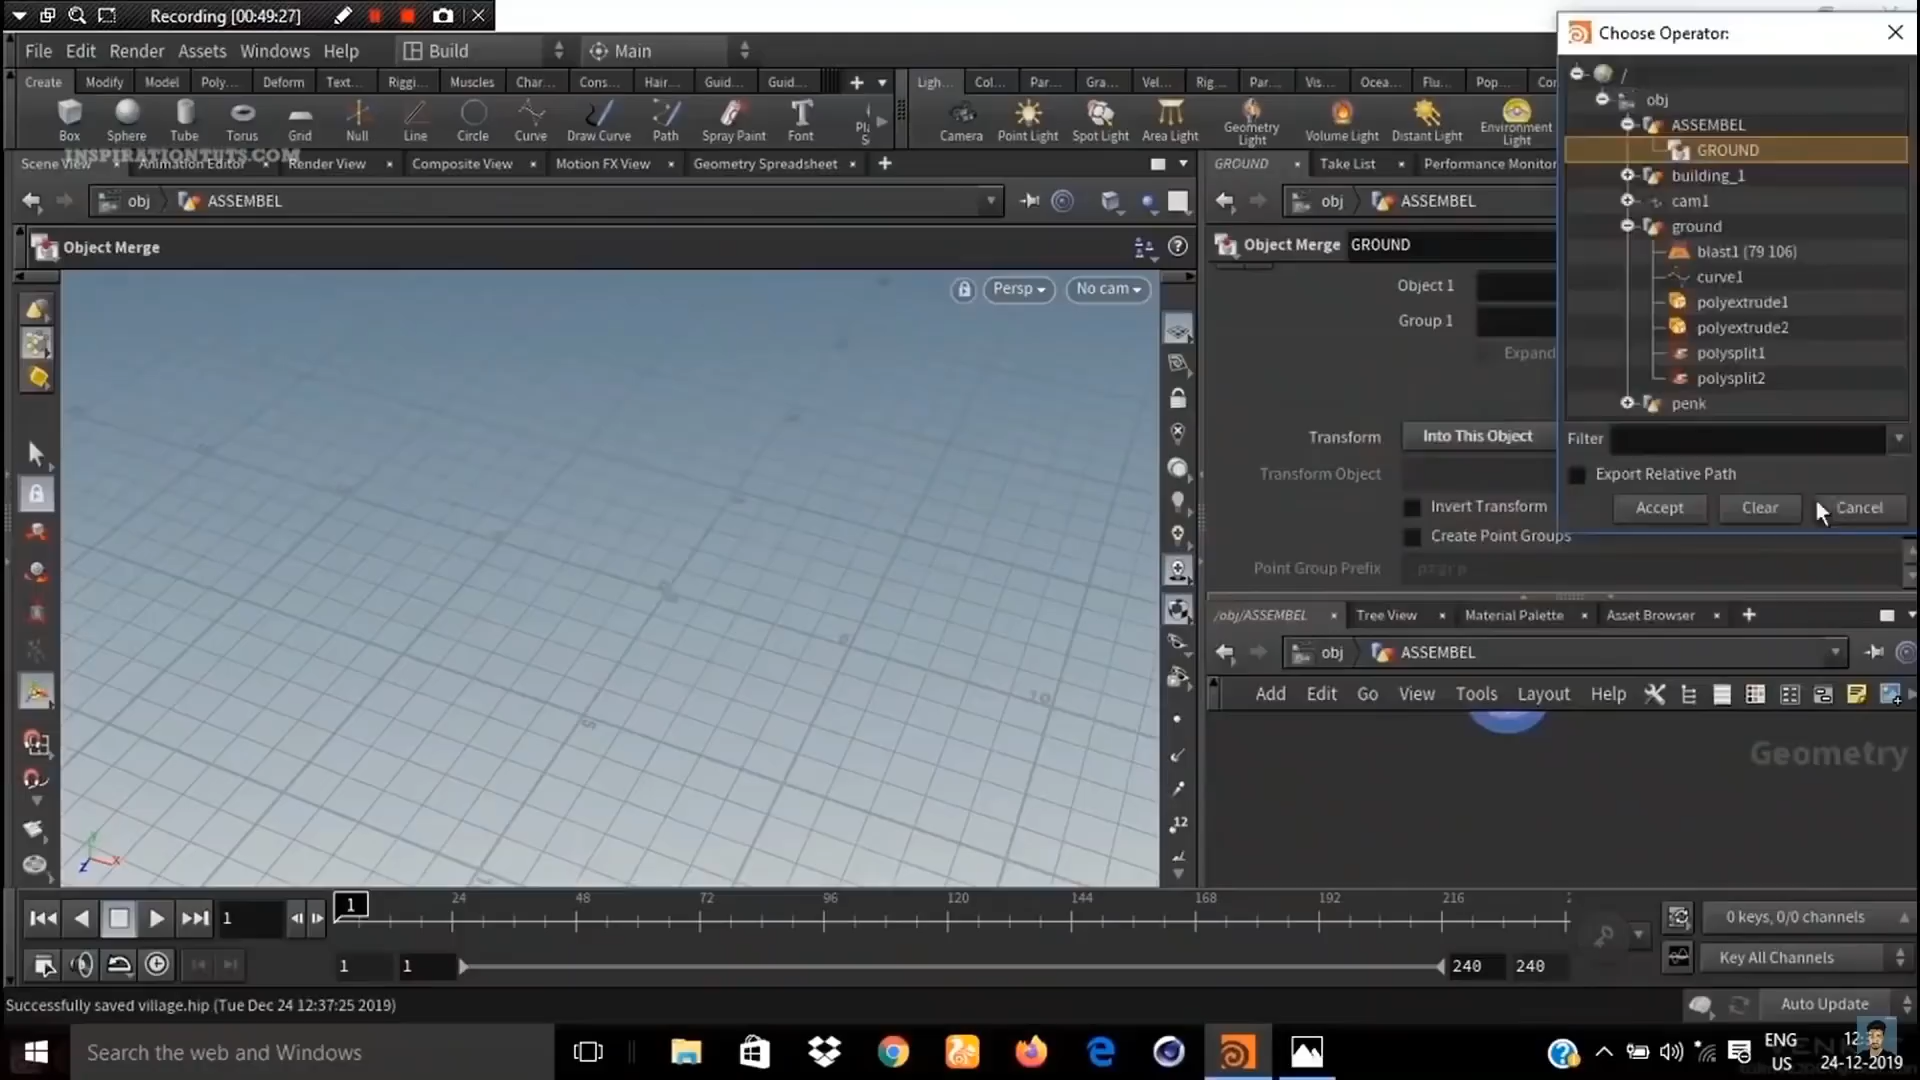 Recording [00:49:27]
Choose Operator:
File Edit Render Assets Windows Help Build Main
Create Modify Model Poly... Deform Text... Riggi... Muscles Char... Cons... Hair... Guid... Guid...
Ligh... Col... Par... Gra... Vel... Rig... Par... Vis... Ocea... Flu... Pop... Con
Box Sphere Tube Torus Grid Null Line Circle Curve Draw Curve Path Spray Paint Font
Camera Point Light Spot Light Area Light Geometry Light Volume Light Distant Light Environment Light
INSPIRATIONTUTS.COM
Scene View Animation Editor Render View Composite View Motion FX View Geometry Spreadsheet
GROUND Take List Performance Monitor
obj ASSEMBEL
obj ASSEMBEL
Object Merge
Object Merge GROUND
Persp No cam
Object 1
Group 1
Expand
Transform Into This Object
Transform Object
Invert Transform
Create Point Groups
Point Group Prefix
/
obj
ASSEMBEL
GROUND
building_1
cam1
ground
blast1 (79 106)
curve1
polyextrude1
polyextrude2
polysplit1
polysplit2
penk
Filter
Export Relative Path
Accept Clear Cancel
/obj/ASSEMBEL Tree View Material Palette Asset Browser
obj ASSEMBEL
Add Edit Go View Tools Layout Help
Geometry
5
10
12
1 24 48 72 96 120 144 168 192 216
1
1 1 240 240
0 keys, 0/0 channels
Key All Channels
Successfully saved village.hip (Tue Dec 24 12:37:25 2019)
Auto Update
Search the web and Windows
ENG
US
24-12-2019